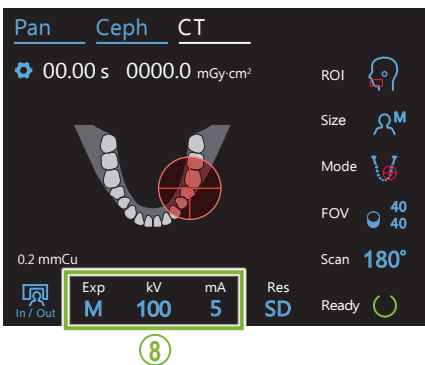 Pan Ceph CT
00.00 s 0000.0 mGy·cm²
ROI
Size M
Mode
FOV 40 40
0.2 mmCu
Scan 180°
In / Out
Exp kV mA Res
M 100 5 SD
Ready
8